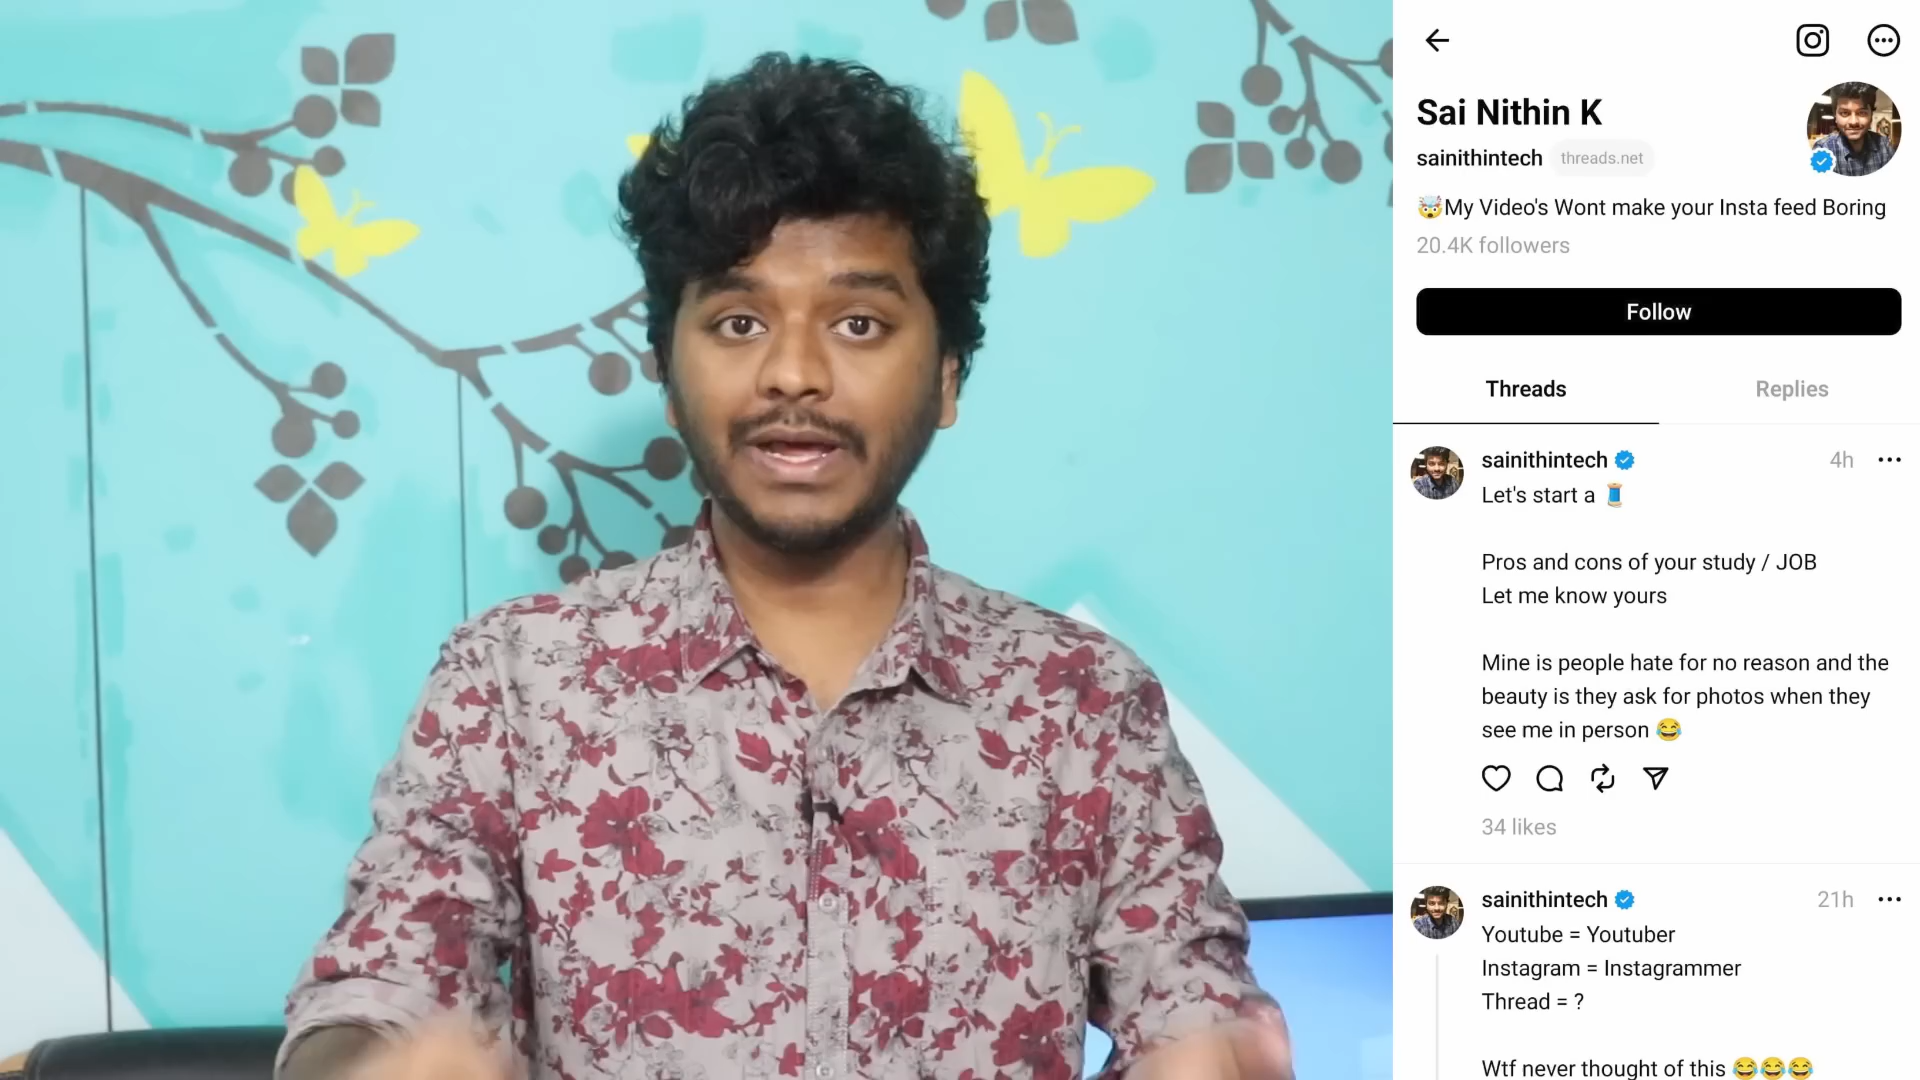 Sai Nithin K
sainithintech threads.net
🤯My Video's Wont make your Insta feed Boring
20.4K followers
Follow
Threads Replies
sainithintech 4h
Let's start a 🧵
Pros and cons of your study / JOB
Let me know yours
Mine is people hate for no reason and the
beauty is they ask for photos when they
see me in person 😂
34 likes
sainithintech 21h
Youtube = Youtuber
Instagram = Instagrammer
Thread = ?
Wtf never thought of this 😂😂😂